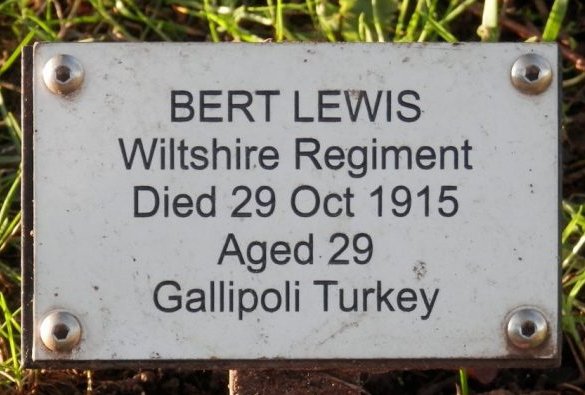 BERT LEWIS
Wiltshire Regiment
Died 29 Oct 1915
Aged 29
Gallipoli Turkey